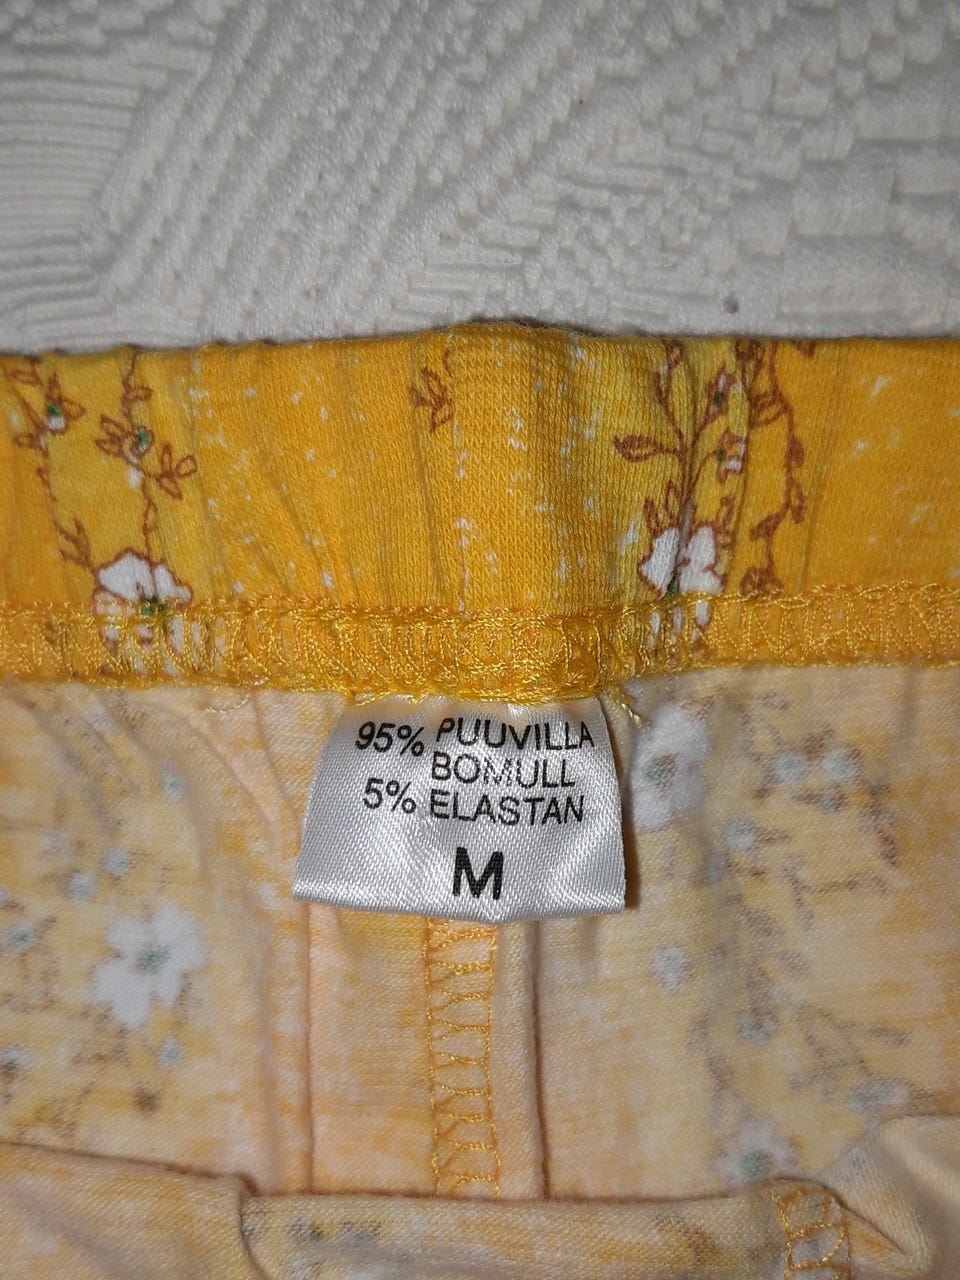 95% PUUVILLA
BOMULL
5% ELASTAN
M